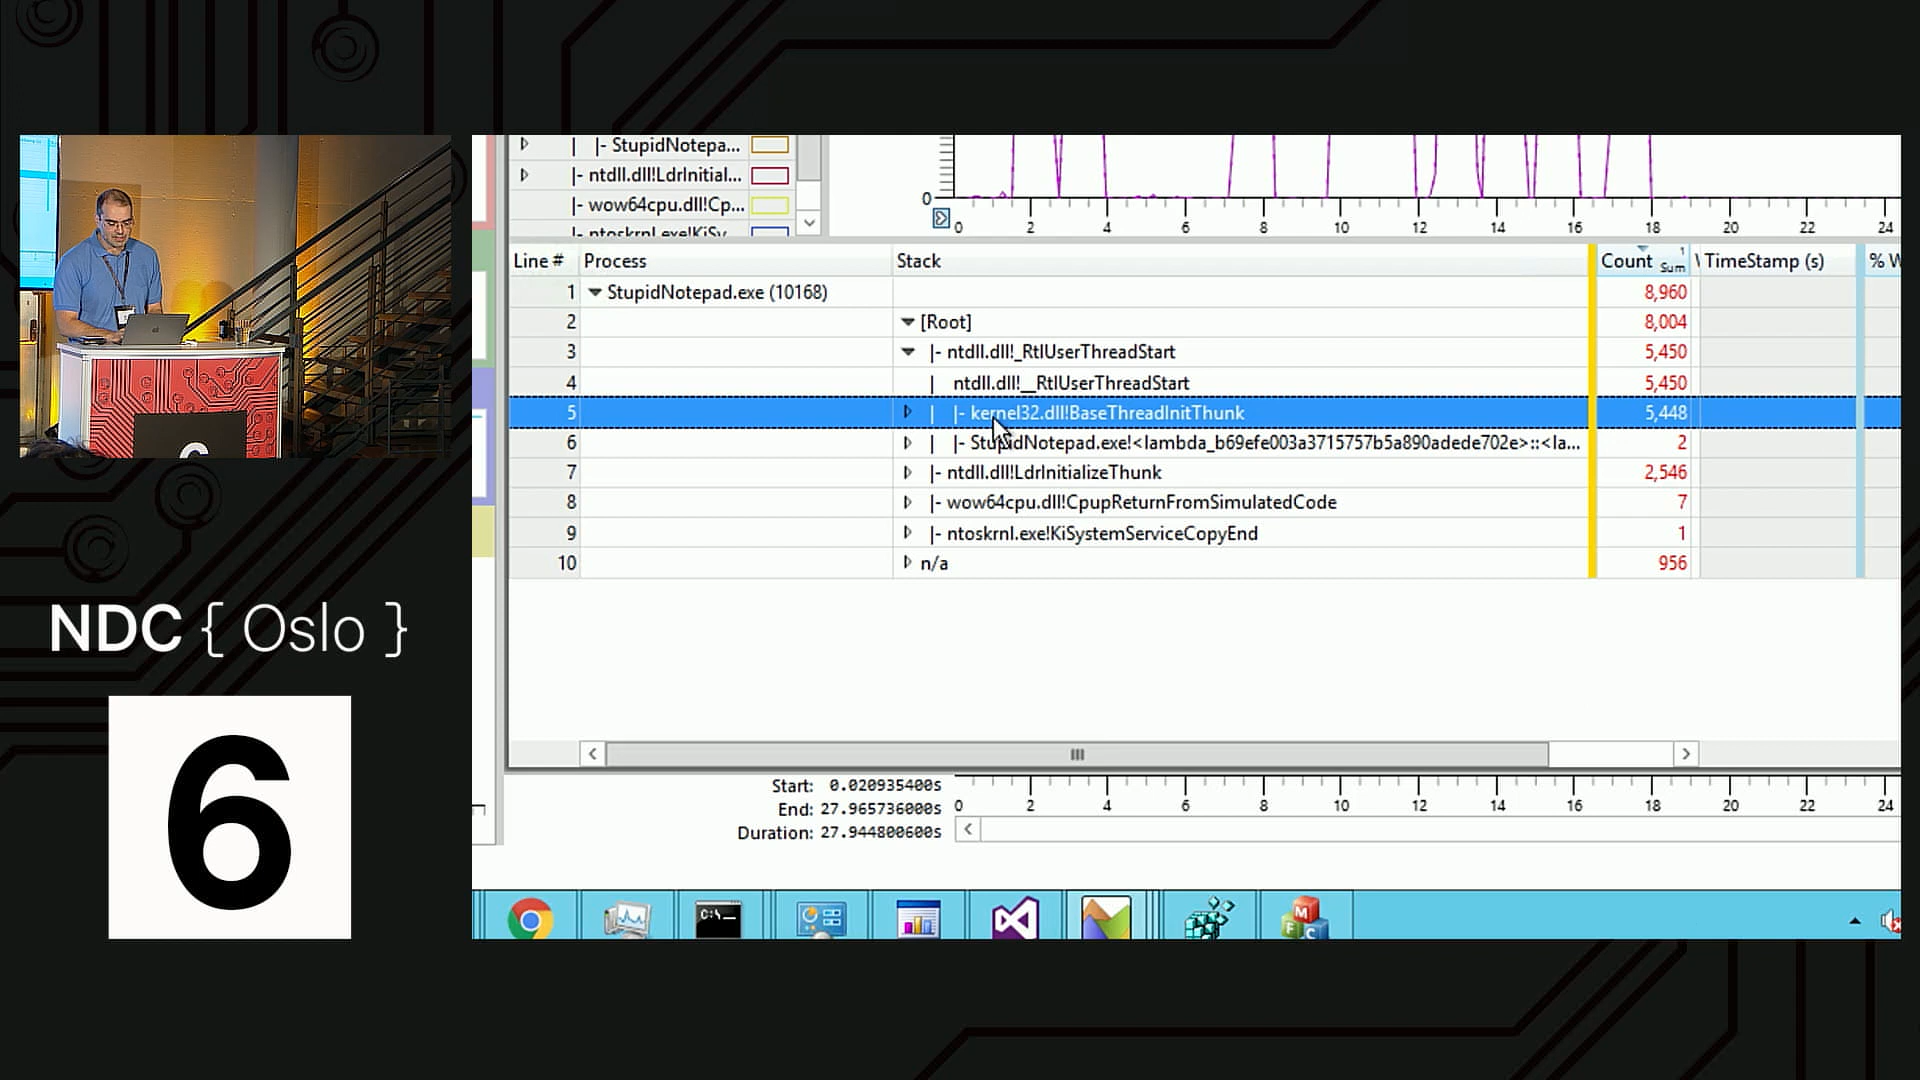 |- StupidNotepa...
|- ntdll.dll!LdrInitial...
|- wow64cpu.dll!Cp...
|- ntoskrnl.exe!KiSy
0
0 2 4 6 8 10 12 14 16 18 20 22 24
Line # Process Stack Count 1 Sum TimeStamp (s) % W
1 StupidNotepad.exe (10168) 8,960
2 [Root] 8,004
3 |- ntdll.dll!_RtlUserThreadStart 5,450
4 | ntdll.dll!__RtlUserThreadStart 5,450
5 | |- kernel32.dll!BaseThreadInitThunk 5,448
6 | |- StupidNotepad.exe!<lambda_b69efe003a3715757b5a890adede702e>::<la... 2
7 |- ntdll.dll!LdrInitializeThunk 2,546
8 |- wow64cpu.dll!CpupReturnFromSimulatedCode 7
9 |- ntoskrnl.exe!KiSystemServiceCopyEnd 1
10 n/a 956
Start: 0.020935400s
End: 27.965736000s
Duration: 27.944800600s
0 2 4 6 8 10 12 14 16 18 20 22 24
C:\_
M
F C
NDC { Oslo }
6